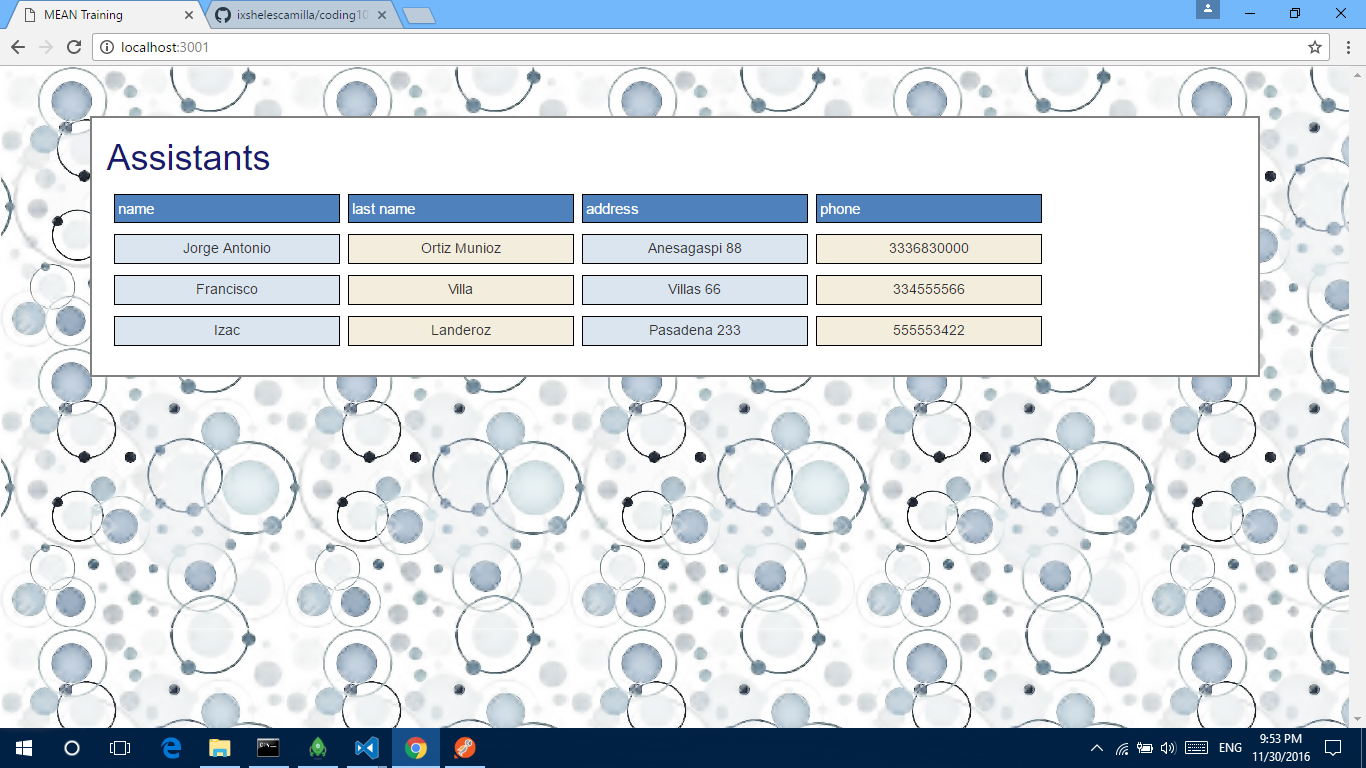 MEAN Training
ixshelescamilla/coding10
localhost:3001
Assistants
name last name address phone
Jorge Antonio Ortiz Munioz Anesagaspi 88 3336830000
Francisco Villa Villas 66 334555566
Izac Landeroz Pasadena 233 555553422
ENG
9:53 PM
11/30/2016